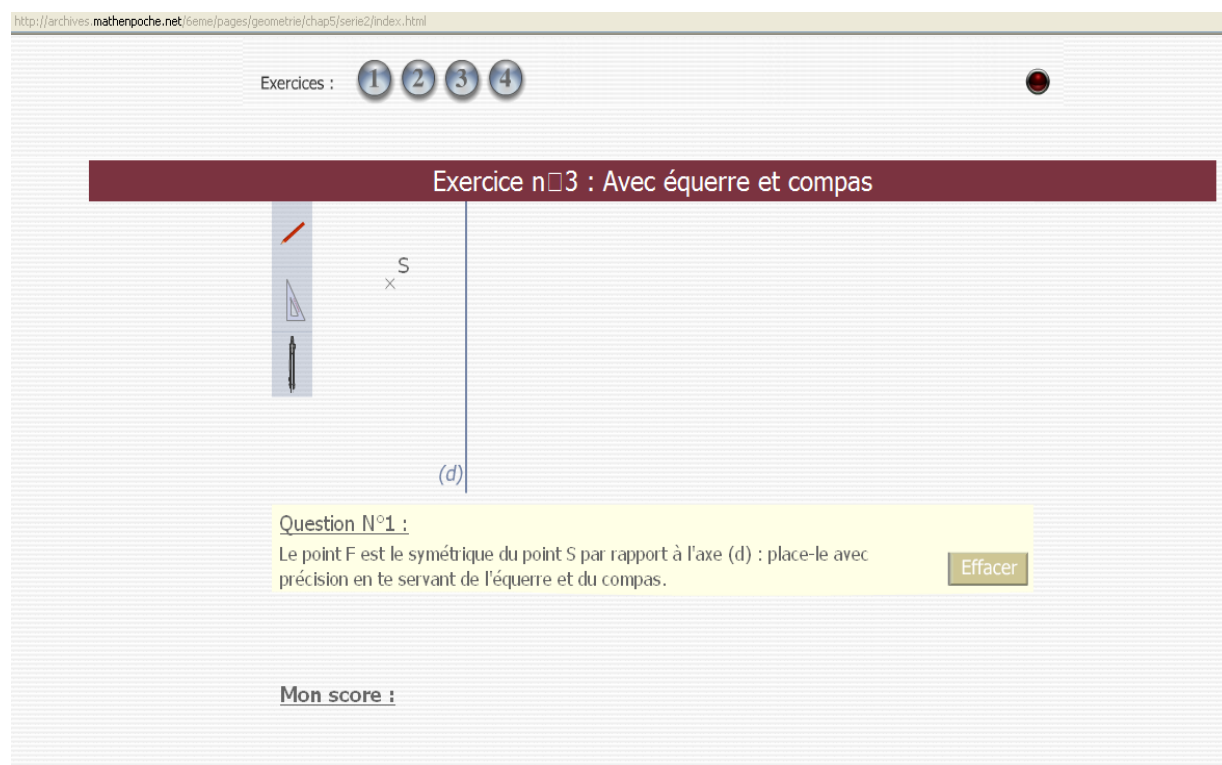 http://archives.mathenpoche.net/6eme/pages/geometrie/chap5/serie2/index.html
Exercices : 1 2 3 4
Exercice n□3 : Avec équerre et compas
S
(d)
Question N°1 :
Le point F est le symétrique du point S par rapport à l'axe (d) : place-le avec
précision en te servant de l'équerre et du compas.
Effacer
Mon score :